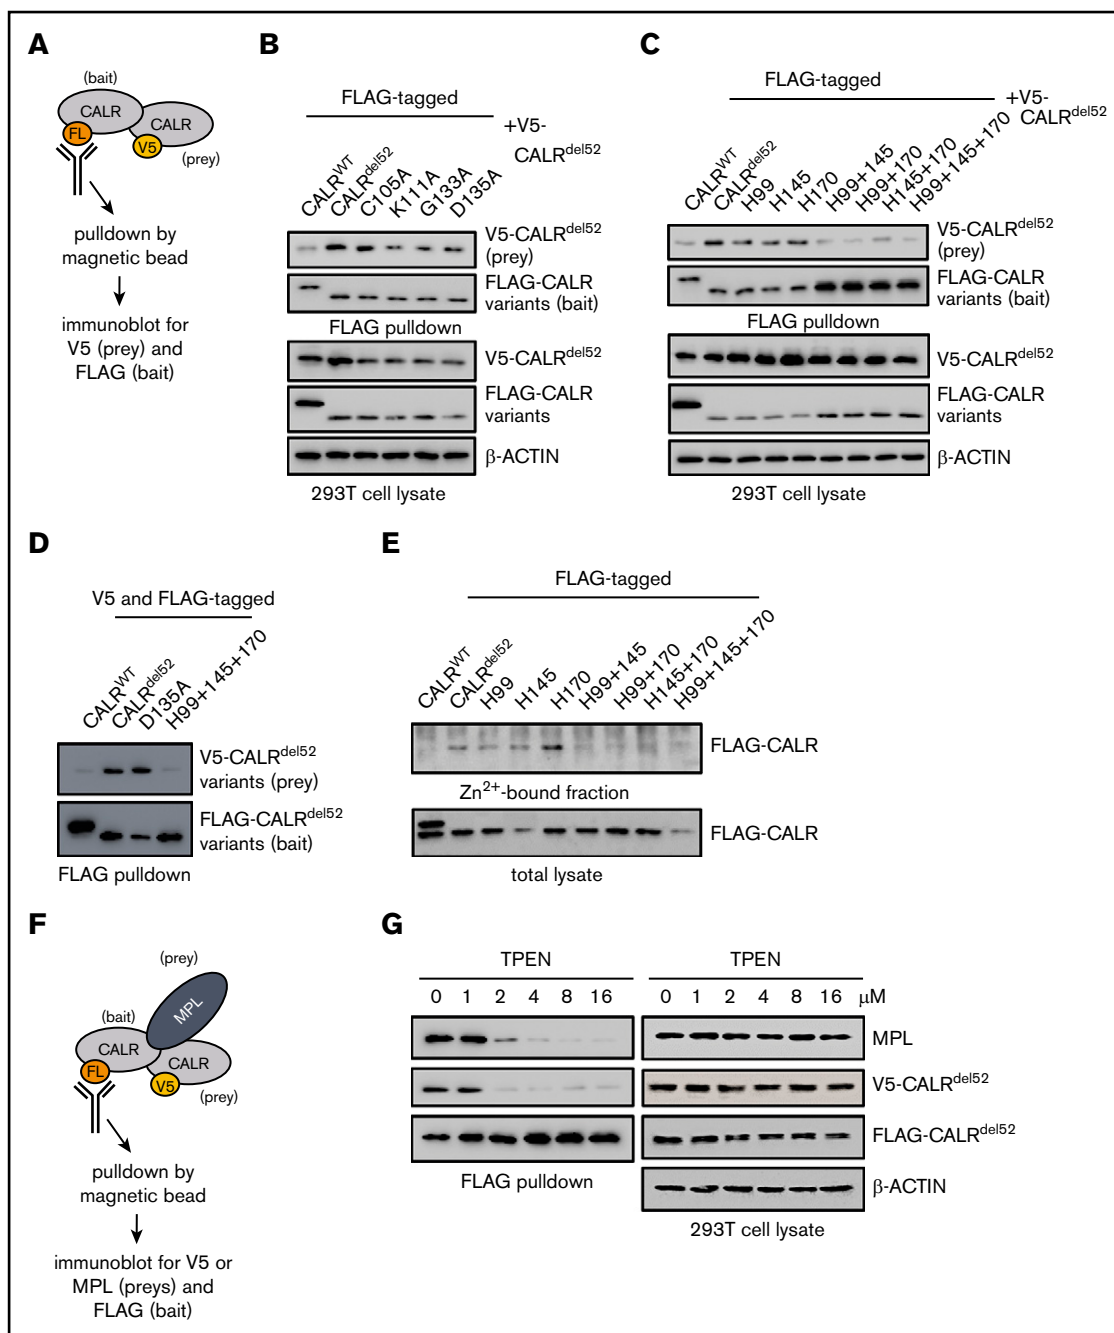 A
(bait)
CALR
CALR
FL
V5
(prey)
pulldown by
magnetic bead
immunoblot for
V5 (prey) and
FLAG (bait)
B
FLAG-tagged
+V5-
CALRdel52
CALRWT
CALRdel52
C105A
K111A
G133A
D135A
V5-CALRdel52
(prey)
FLAG-CALR
variants (bait)
FLAG pulldown
V5-CALRdel52
FLAG-CALR
variants
β-ACTIN
293T cell lysate
C
FLAG-tagged
+V5-
CALRdel52
CALRWT
CALRdel52
H99
H145
H170
H99+145
H99+170
H145+170
H99+145+170
V5-CALRdel52
(prey)
FLAG-CALR
variants (bait)
FLAG pulldown
V5-CALRdel52
FLAG-CALR
variants
β-ACTIN
293T cell lysate
D
V5 and FLAG-tagged
CALRWT
CALRdel52
D135A
H99+145+170
V5-CALRdel52
variants (prey)
FLAG-CALRdel52
variants (bait)
FLAG pulldown
E
FLAG-tagged
CALRWT
CALRdel52
H99
H145
H170
H99+145
H99+170
H145+170
H99+145+170
FLAG-CALR
Zn2+-bound fraction
FLAG-CALR
total lysate
F
(prey)
MPL
(bait)
CALR
CALR
FL
V5
(prey)
pulldown by
magnetic bead
immunoblot for V5 or
MPL (preys) and
FLAG (bait)
G
TPEN
TPEN
0 1 2 4 8 16
0 1 2 4 8 16 μM
MPL
V5-CALRdel52
FLAG-CALRdel52
FLAG pulldown
β-ACTIN
293T cell lysate